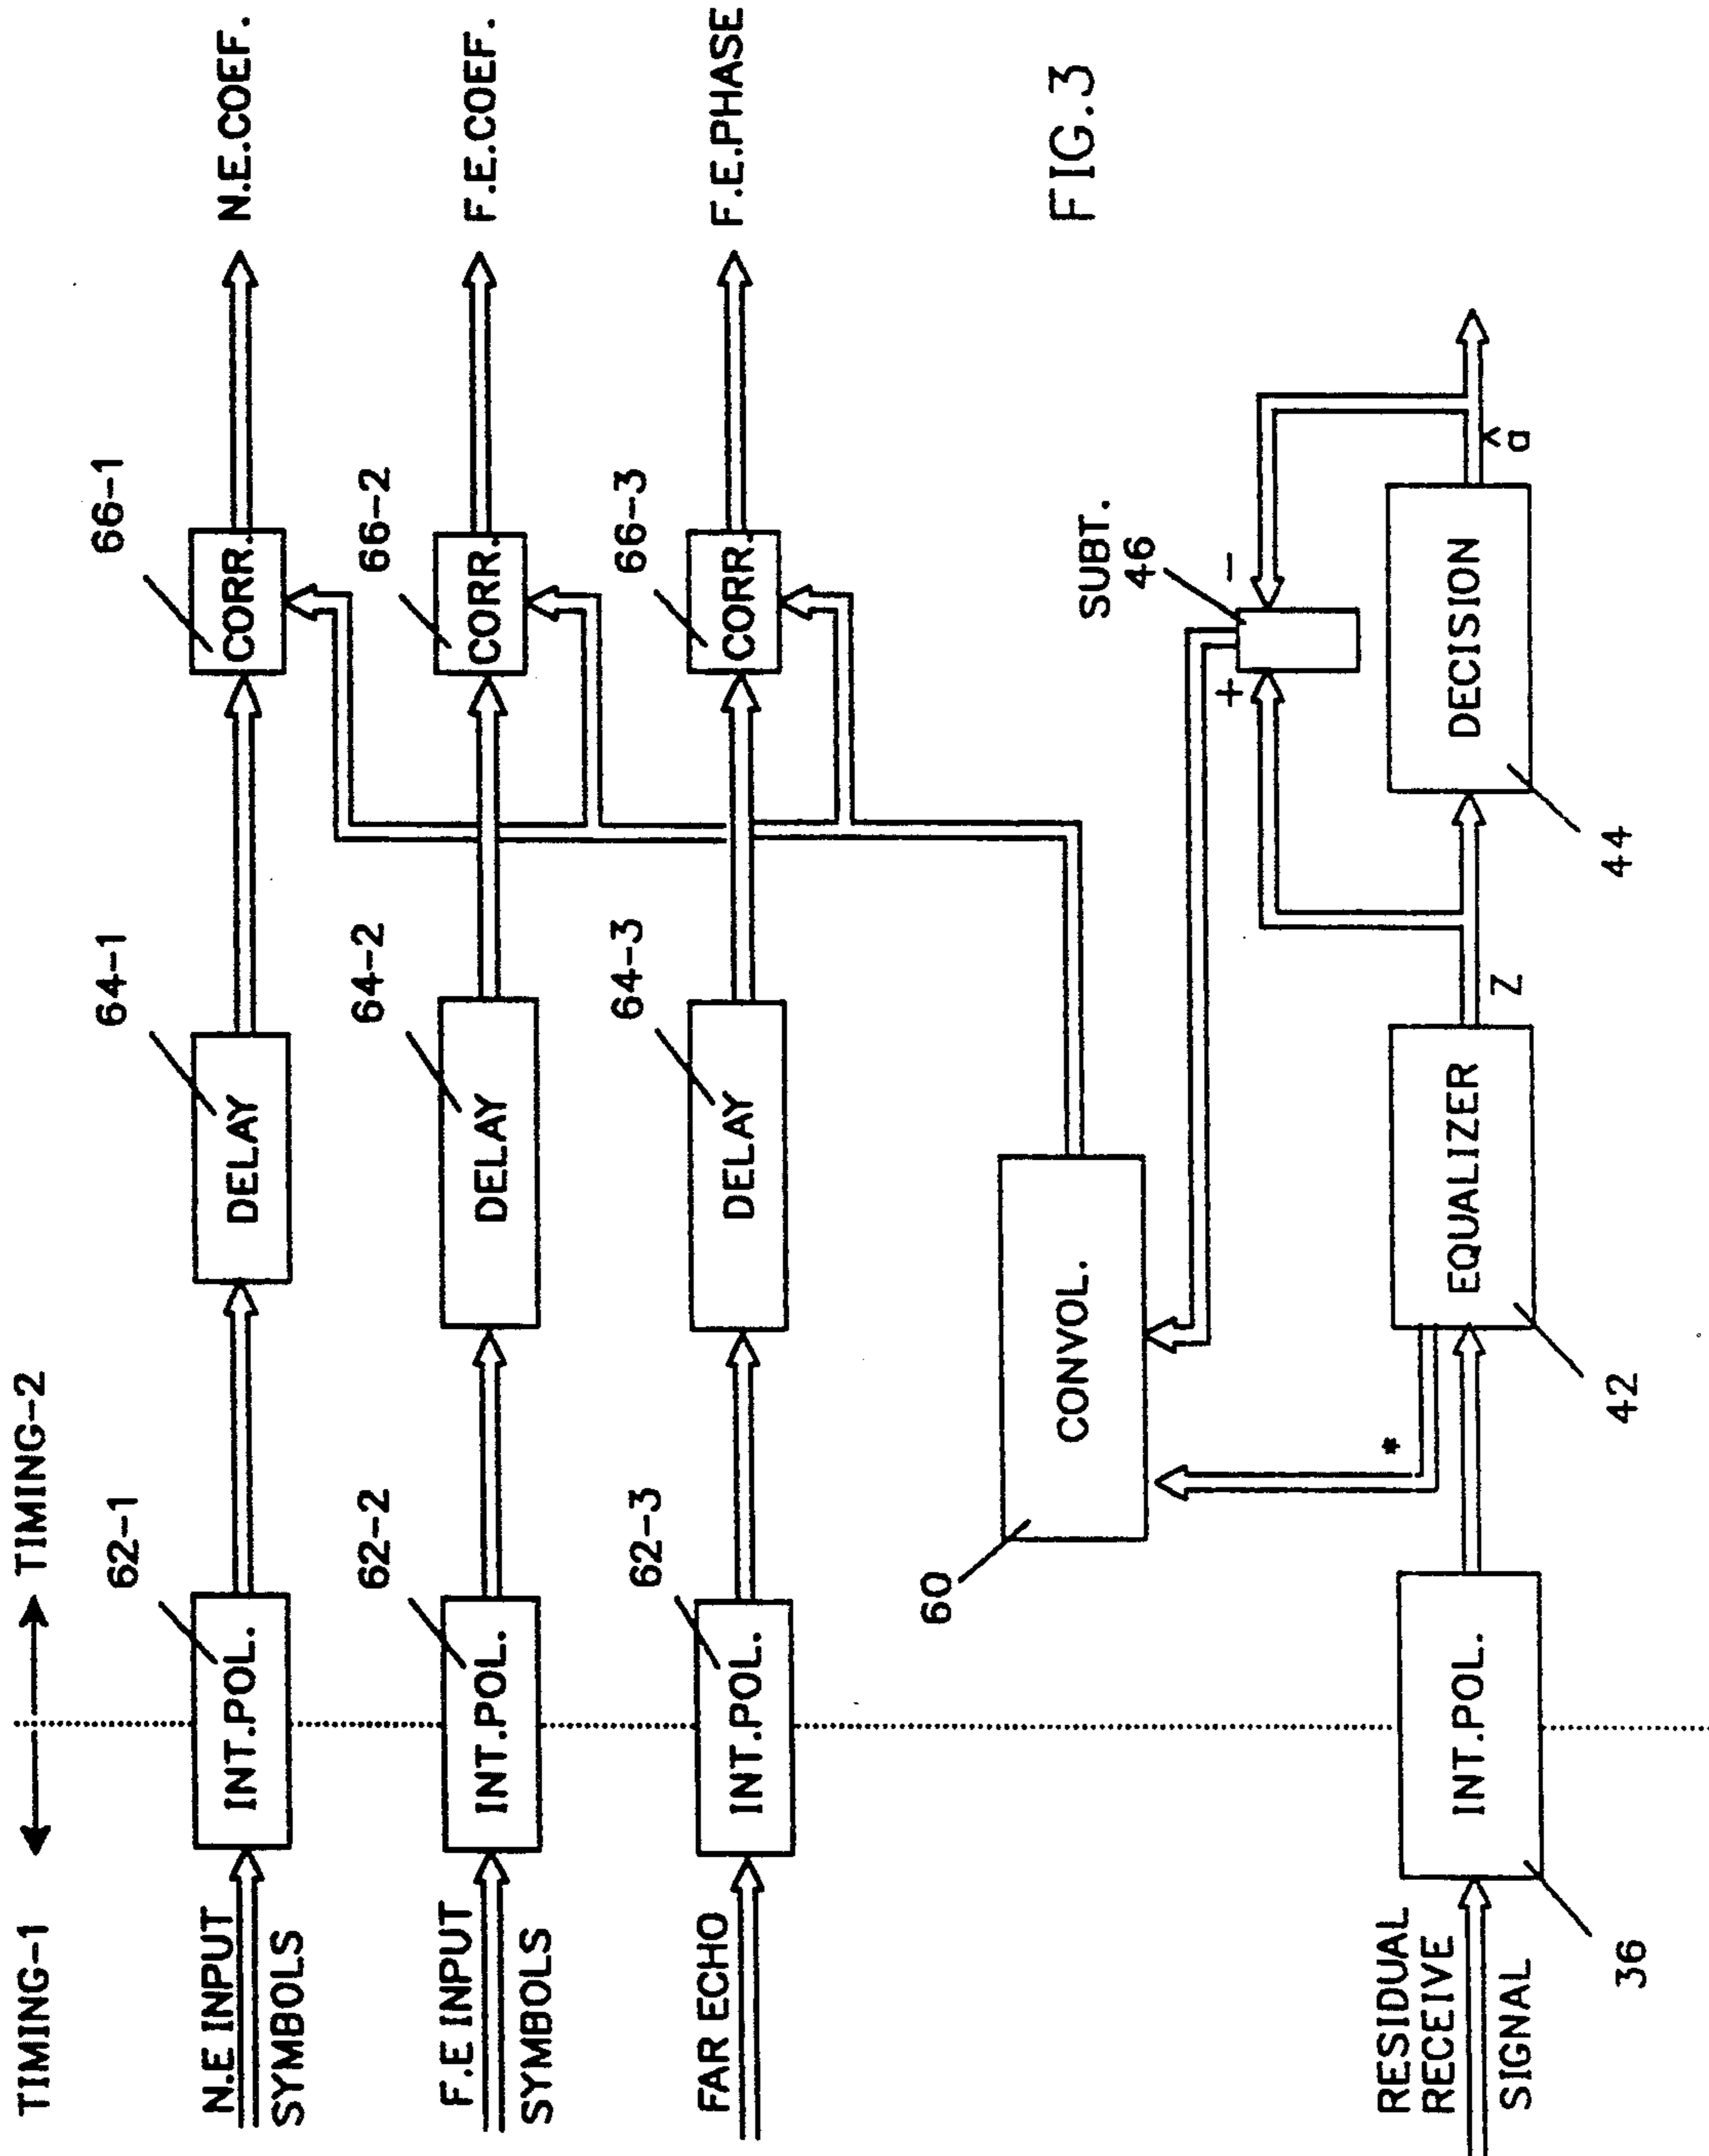 TIMING-1
TIMING-2
N.E INPUT
SYMBOLS
62-1
INT.POL.
64-1
DELAY
66-1
CORR.
N.E.COEF.
F.E INPUT
SYMBOLS
62-2
INT.POL.
64-2
DELAY
66-2
CORR.
F.E.COEF.
FAR ECHO
62-3
INT.POL.
64-3
DELAY
66-3
CORR.
F.E.PHASE
60
CONVOL.
SUBT.
46
+
-
FIG.3
RESIDUAL
RECEIVE
SIGNAL
INT.POL.
36
*
EQUALIZER
42
Z
DECISION
44
â